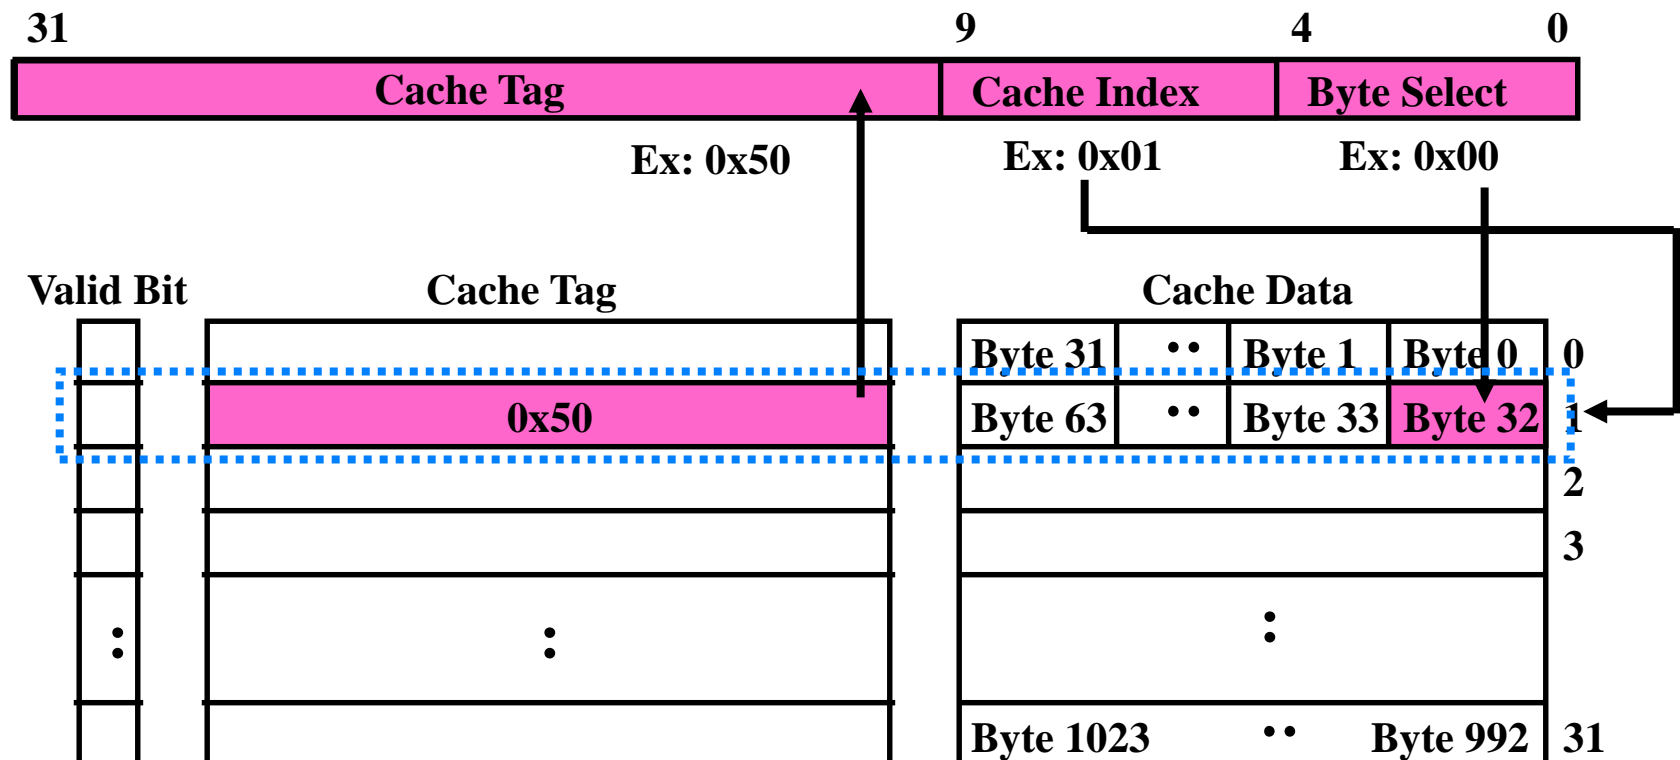 31 9 4 0
Cache Tag Cache Index Byte Select
Ex: 0x50 Ex: 0x01 Ex: 0x00
Valid Bit Cache Tag Cache Data
Byte 31 ·· Byte 1 Byte 0 0
0x50 Byte 63 ·· Byte 33 Byte 32 1
2
3
: : :
Byte 1023 ·· Byte 992 31